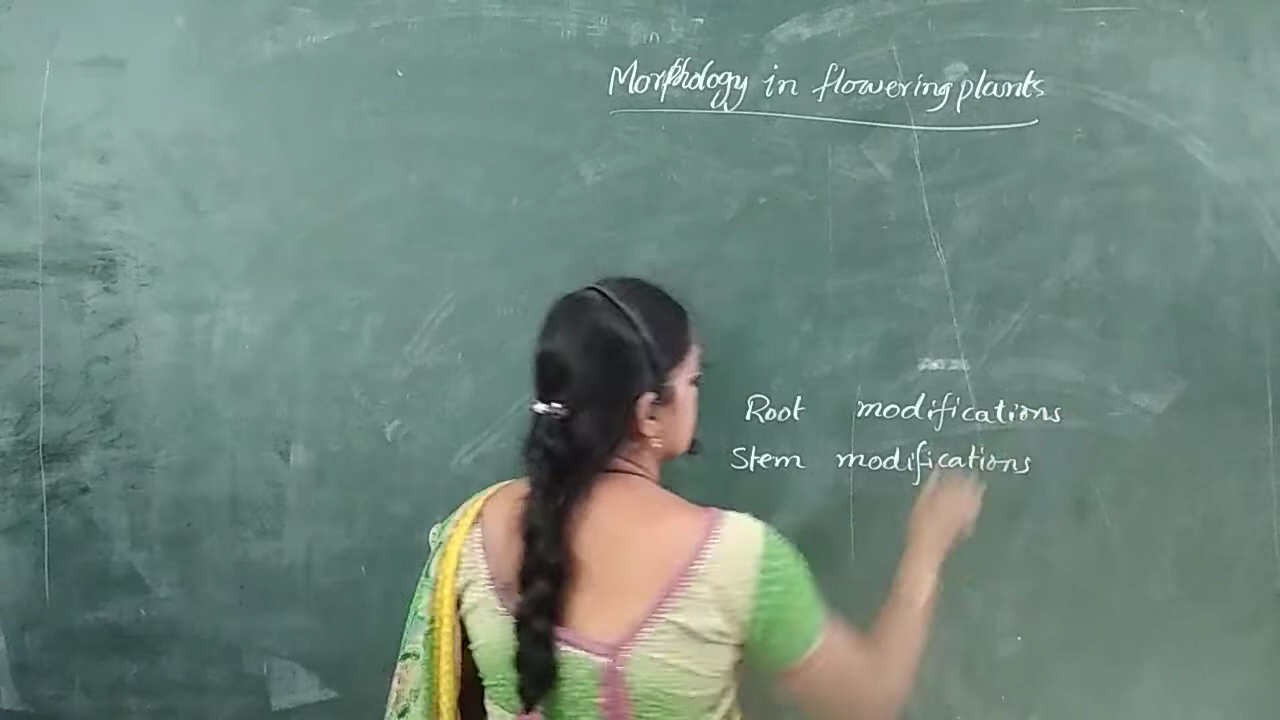 Morphology in flowering plants
Root modifications
Stem modifications